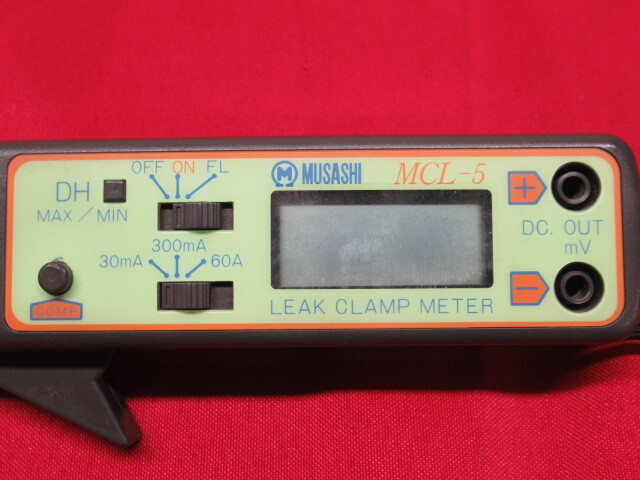 OFF ON FL
DH
MAX/MIN
300mA
30mA 60A
COMP
MUSASHI MCL-5
LEAK CLAMP METER
+
DC. OUT
mV
−